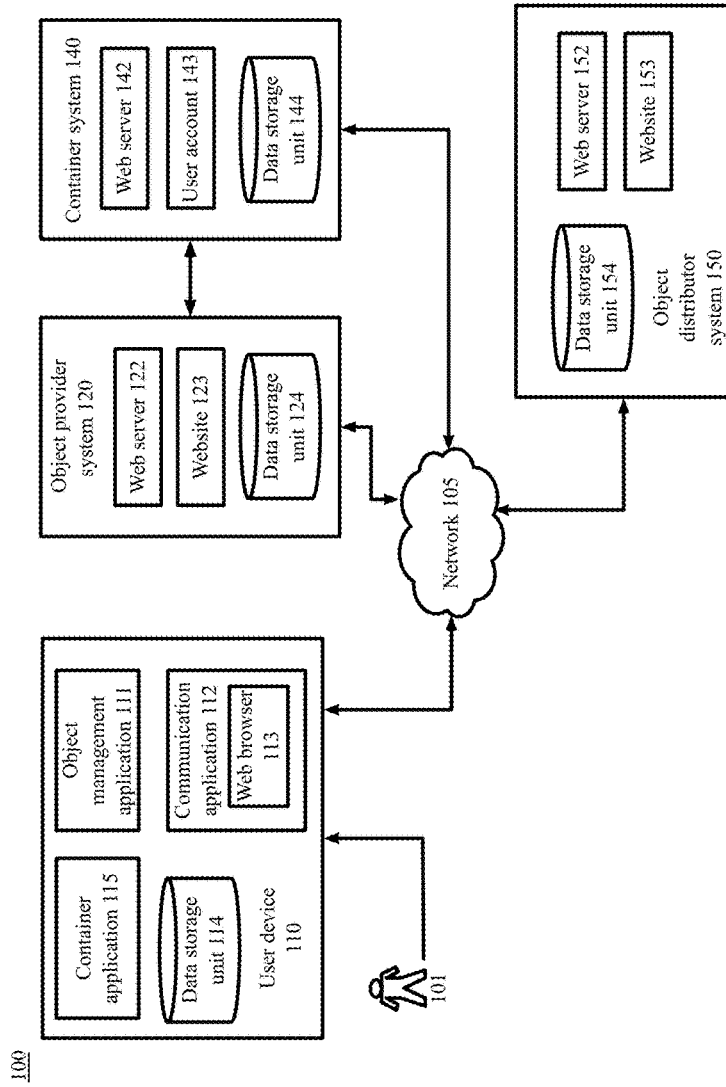 100
Container
application 115
Object
management
application 111
Data storage
unit 114
Communication
application 112
Web browser
113
User device
110
101
Object provider
system 120
Web server 122
Website 123
Data storage
unit 124
Container system 140
Web server 142
User account 143
Data storage
unit 144
Network 105
Data storage
unit 154
Web server 152
Website 153
Object
distributor
system 150